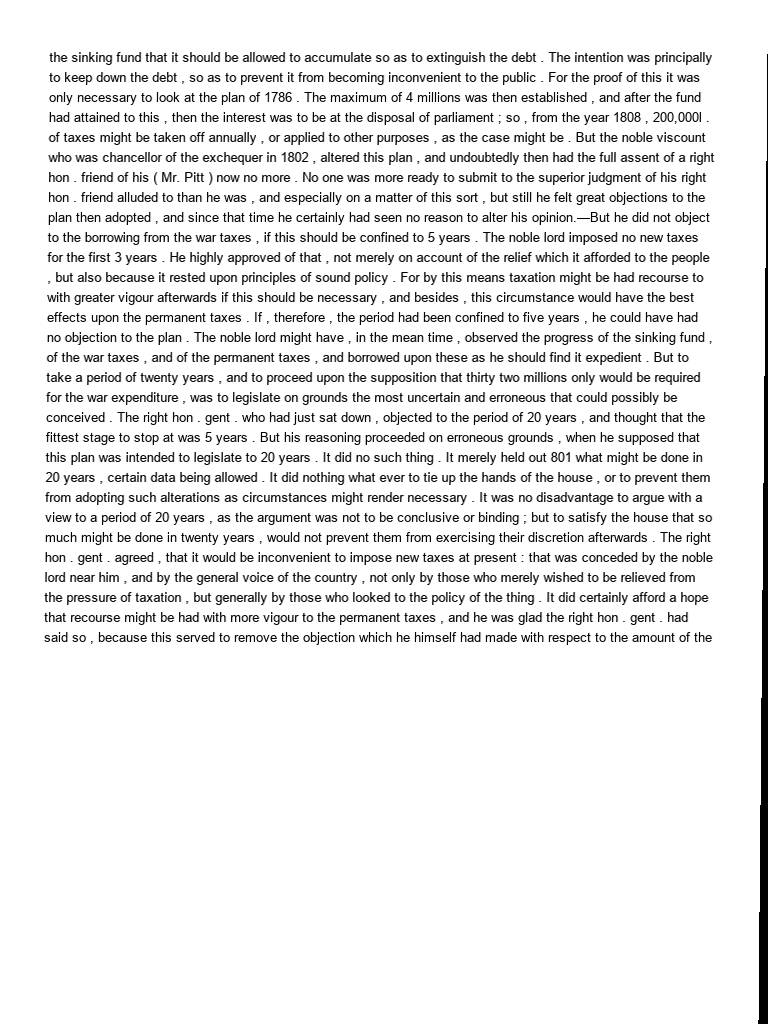 the sinking fund that it should be allowed to accumulate so as to extinguish the debt . The intention was principally
to keep down the debt , so as to prevent it from becoming inconvenient to the public . For the proof of this it was
only necessary to look at the plan of 1786 . The maximum of 4 millions was then established , and after the fund
had attained to this , then the interest was to be at the disposal of parliament ; so , from the year 1808 , 200,000l .
of taxes might be taken off annually , or applied to other purposes , as the case might be . But the noble viscount
who was chancellor of the exchequer in 1802 , altered this plan , and undoubtedly then had the full assent of a right
hon . friend of his ( Mr. Pitt ) now no more . No one was more ready to submit to the superior judgment of his right
hon . friend alluded to than he was , and especially on a matter of this sort , but still he felt great objections to the
plan then adopted , and since that time he certainly had seen no reason to alter his opinion.—But he did not object
to the borrowing from the war taxes , if this should be confined to 5 years . The noble lord imposed no new taxes
for the first 3 years . He highly approved of that , not merely on account of the relief which it afforded to the people
, but also because it rested upon principles of sound policy . For by this means taxation might be had recourse to
with greater vigour afterwards if this should be necessary , and besides , this circumstance would have the best
effects upon the permanent taxes . If , therefore , the period had been confined to five years , he could have had
no objection to the plan . The noble lord might have , in the mean time , observed the progress of the sinking fund ,
of the war taxes , and of the permanent taxes , and borrowed upon these as he should find it expedient . But to
take a period of twenty years , and to proceed upon the supposition that thirty two millions only would be required
for the war expenditure , was to legislate on grounds the most uncertain and erroneous that could possibly be
conceived . The right hon . gent . who had just sat down , objected to the period of 20 years , and thought that the
fittest stage to stop at was 5 years . But his reasoning proceeded on erroneous grounds , when he supposed that
this plan was intended to legislate to 20 years . It did no such thing . It merely held out 801 what might be done in
20 years , certain data being allowed . It did nothing what ever to tie up the hands of the house , or to prevent them
from adopting such alterations as circumstances might render necessary . It was no disadvantage to argue with a
view to a period of 20 years , as the argument was not to be conclusive or binding ; but to satisfy the house that so
much might be done in twenty years , would not prevent them from exercising their discretion afterwards . The right
hon . gent . agreed , that it would be inconvenient to impose new taxes at present : that was conceded by the noble
lord near him , and by the general voice of the country , not only by those who merely wished to be relieved from
the pressure of taxation , but generally by those who looked to the policy of the thing . It did certainly afford a hope
that recourse might be had with more vigour to the permanent taxes , and he was glad the right hon . gent . had
said so , because this served to remove the objection which he himself had made with respect to the amount of the